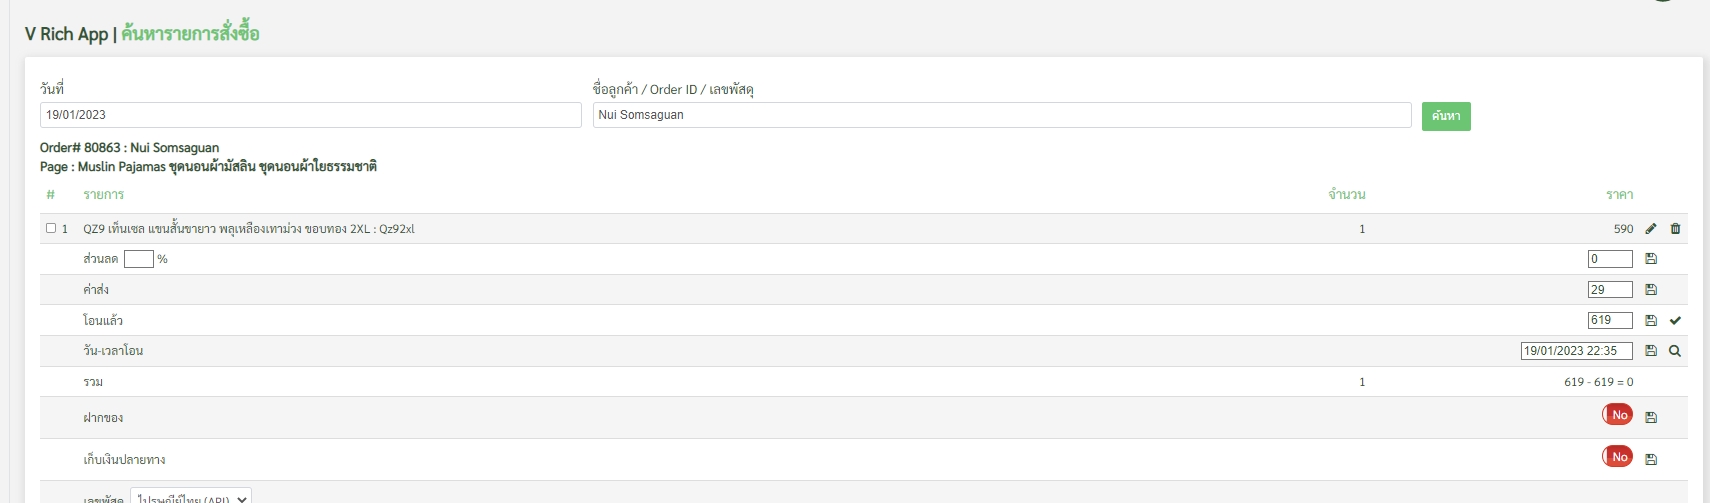 V Rich App | ค้นหารายการสั่งซื้อ
วันที่
ชื่อลูกค้า / Order ID / เลขพัสดุ
19/01/2023
Nui Somsaguan
ค้นหา
Order# 80863 : Nui Somsaguan
Page : Muslin Pajamas ชุดนอนผ้ามัสลิน ชุดนอนผ้าใยธรรมชาติ
# รายการ จำนวน ราคา
1 QZ9 เท็นเซล แขนสั้นขายาว พลุเหลืองเทาม่วง ขอบทอง 2XL : Qz92xl 1 590
ส่วนลด % 0
ค่าส่ง 29
โอนแล้ว 619
วัน-เวลาโอน 19/01/2023 22:35
รวม 1 619 - 619 = 0
ฝากของ No
เก็บเงินปลายทาง No
เลขพัสดุ ไปรษณีย์ไทย (API)